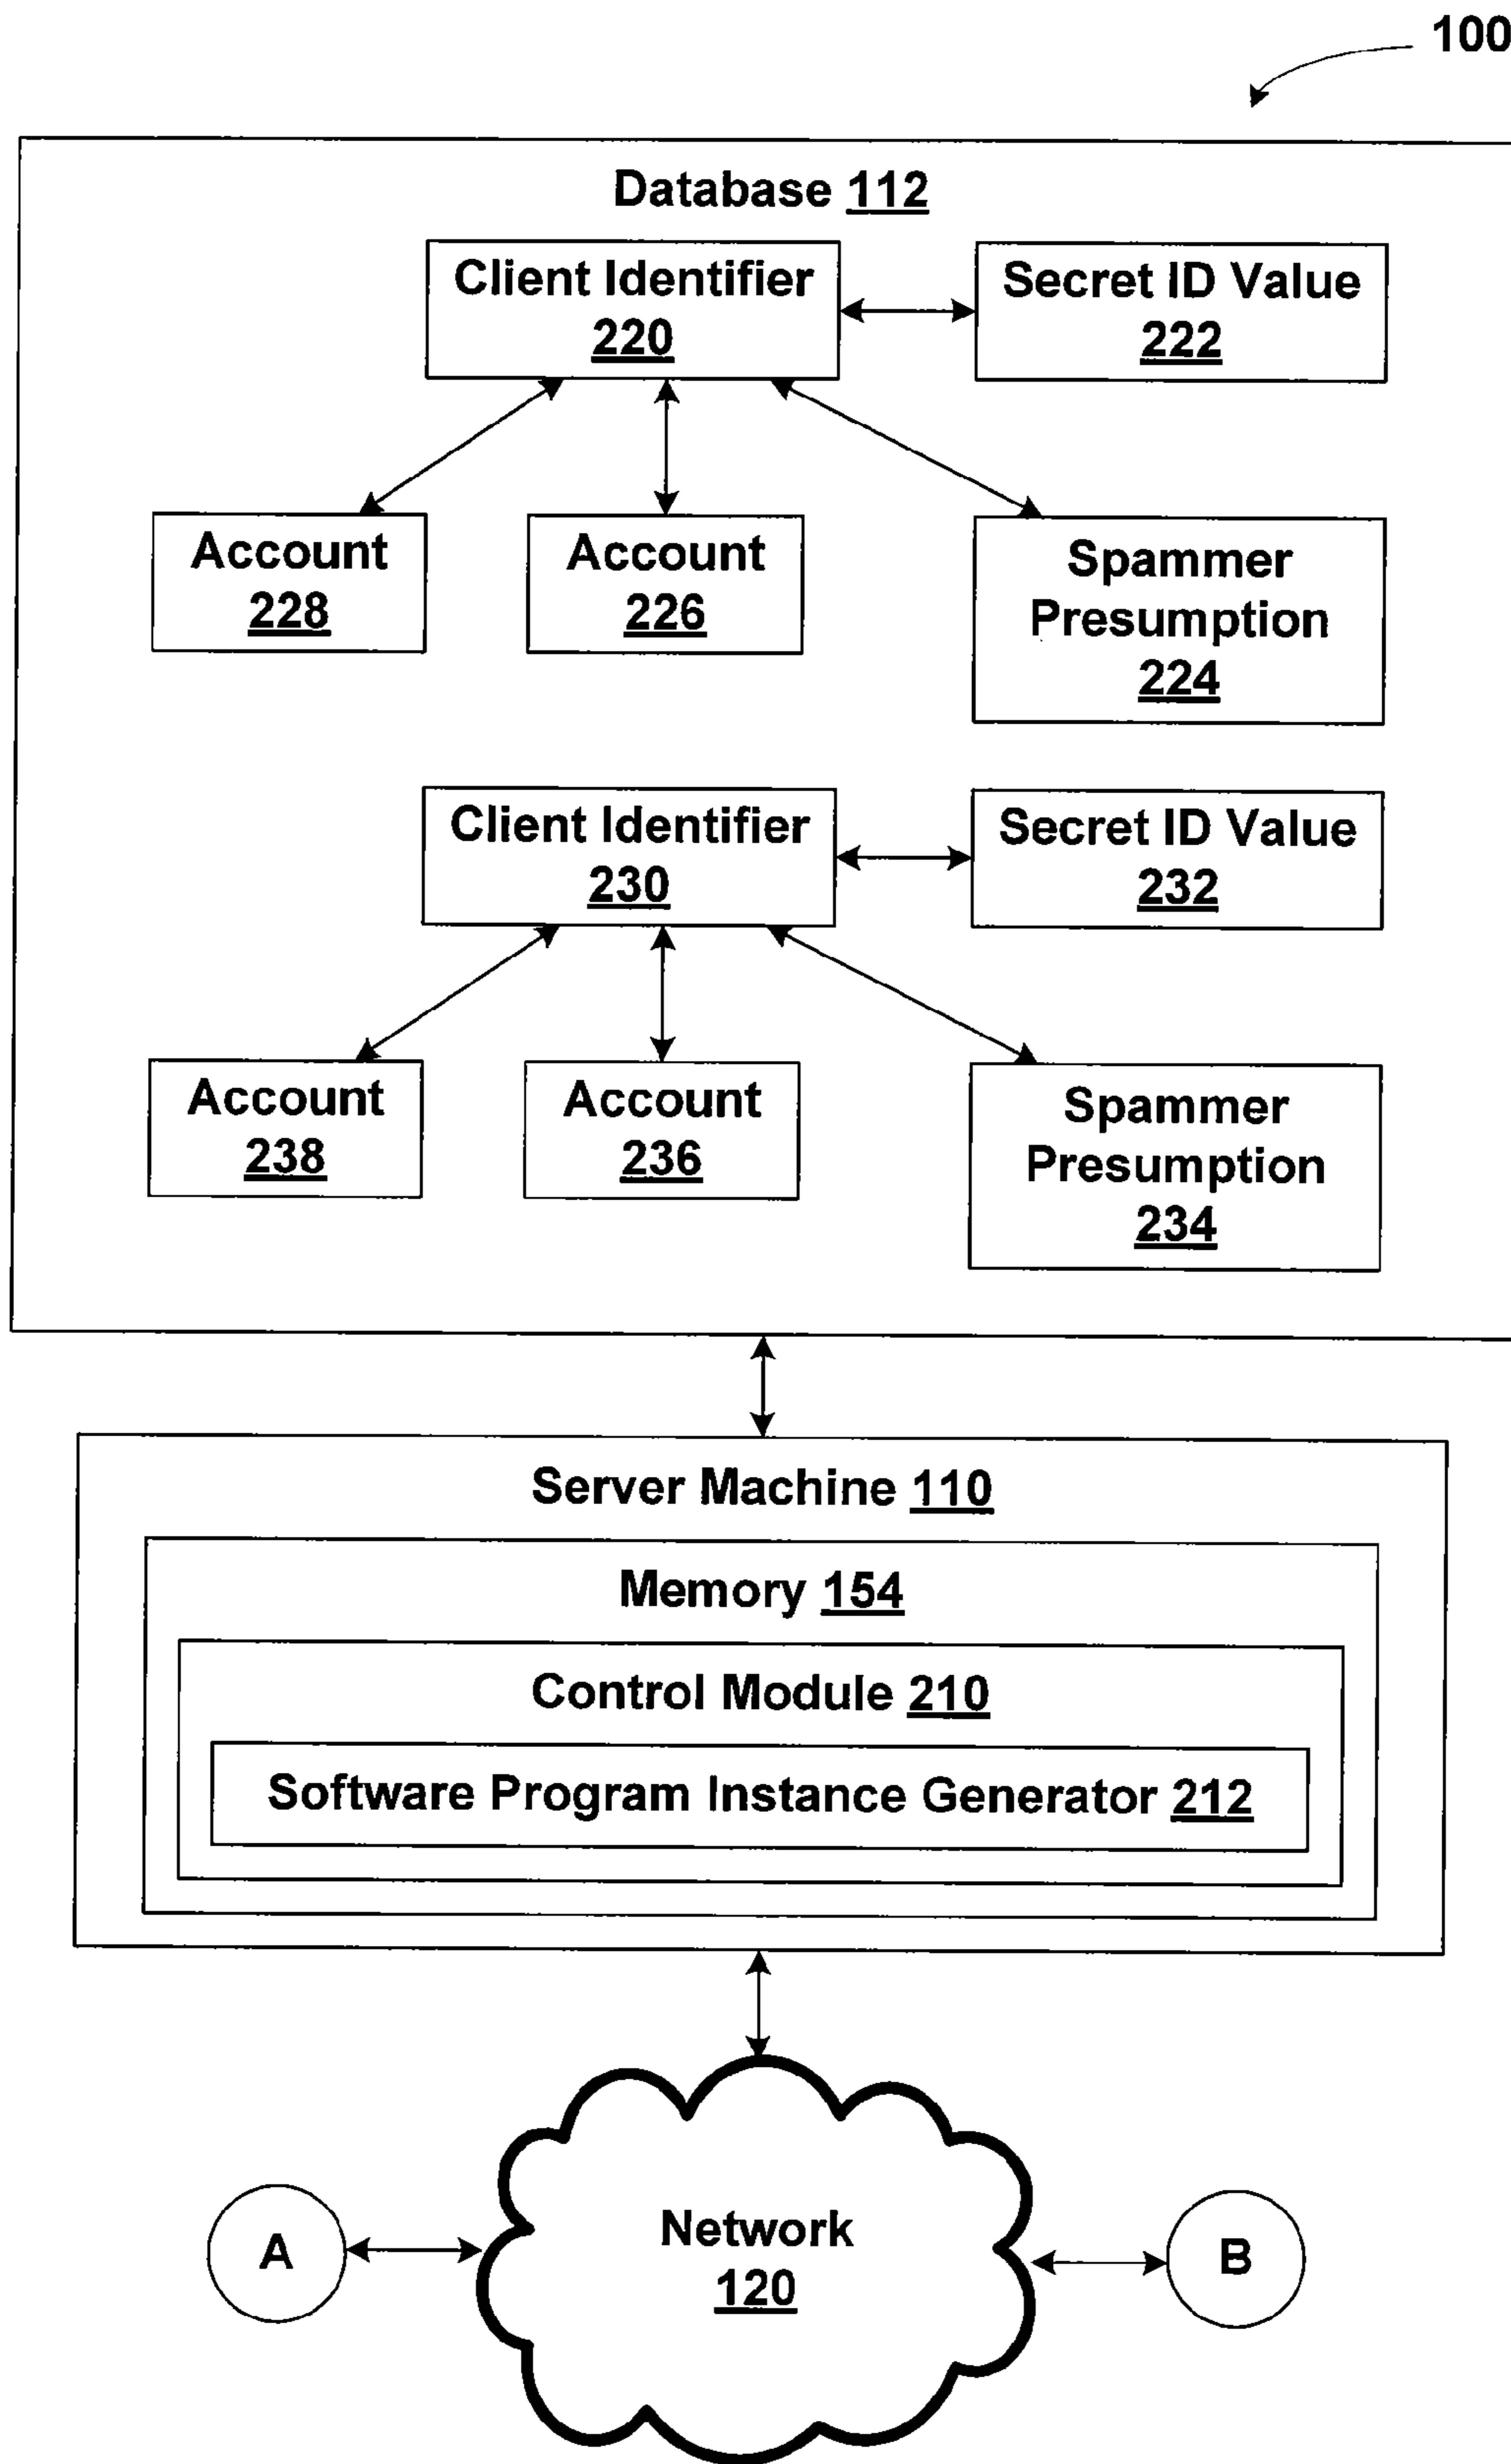 100
Database 112
Client Identifier
220
Secret ID Value
222
Account
228
Account
226
Spammer
Presumption
224
Client Identifier
230
Secret ID Value
232
Account
238
Account
236
Spammer
Presumption
234
Server Machine 110
Memory 154
Control Module 210
Software Program Instance Generator 212
A
Network
120
B